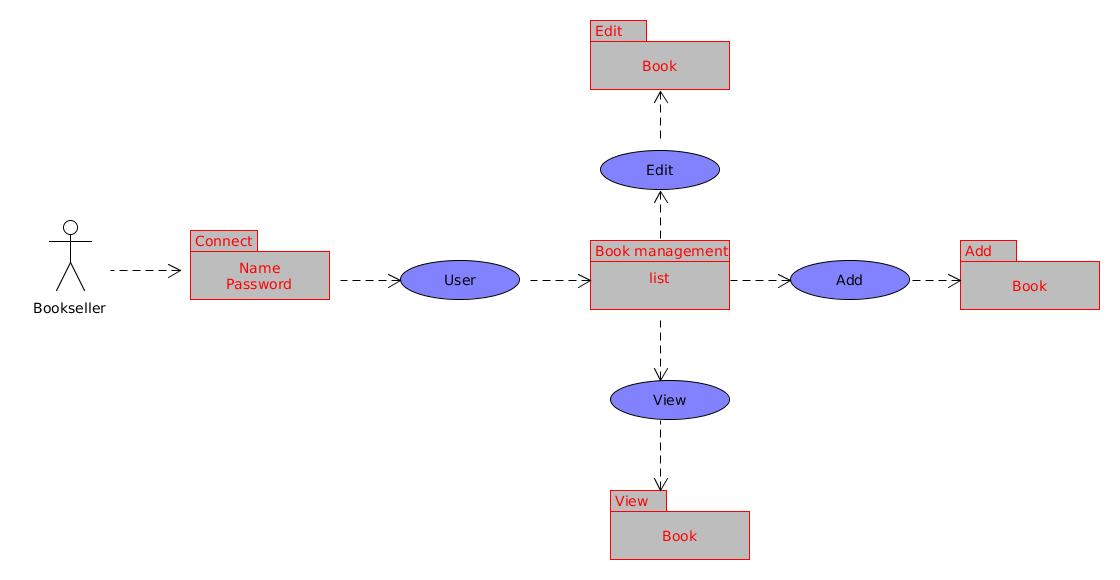 Edit
Book
Edit
Bookseller
Connect
Name
Password
User
Book management
list
Add
Add
Book
View
View
Book